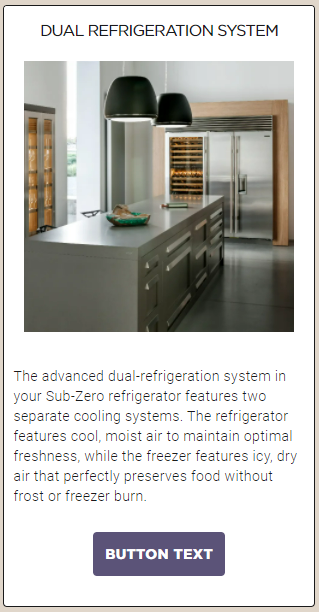 DUAL REFRIGERATION SYSTEM
The advanced dual-refrigeration system in
your Sub-Zero refrigerator features two
separate cooling systems. The refrigerator
features cool, moist air to maintain optimal
freshness, while the freezer features icy, dry
air that perfectly preserves food without
frost or freezer burn.
BUTTON TEXT